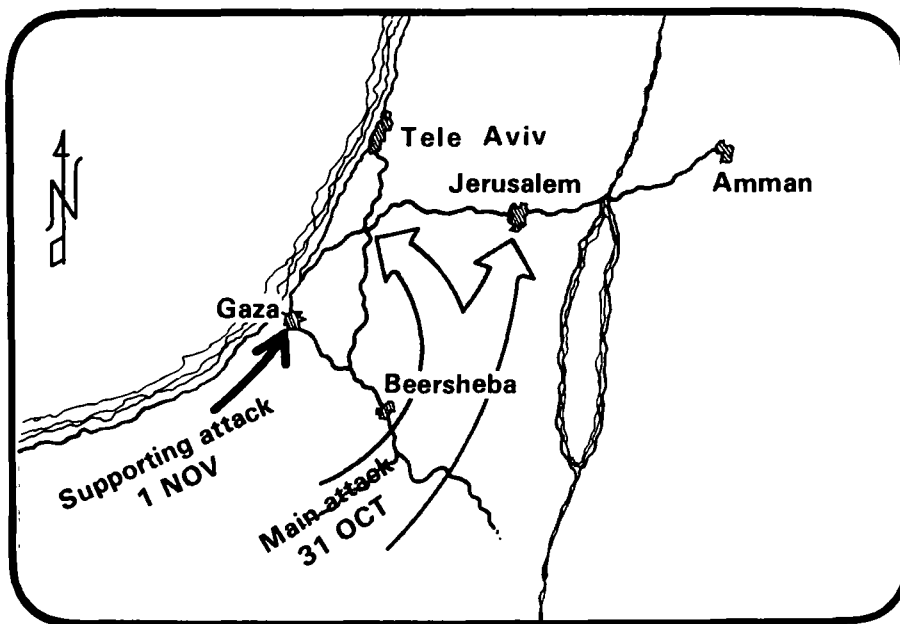 Tele Aviv
Jerusalem
Amman
N
Gaza
Beersheba
Supporting attack
1 NOV
Main attack
31 OCT